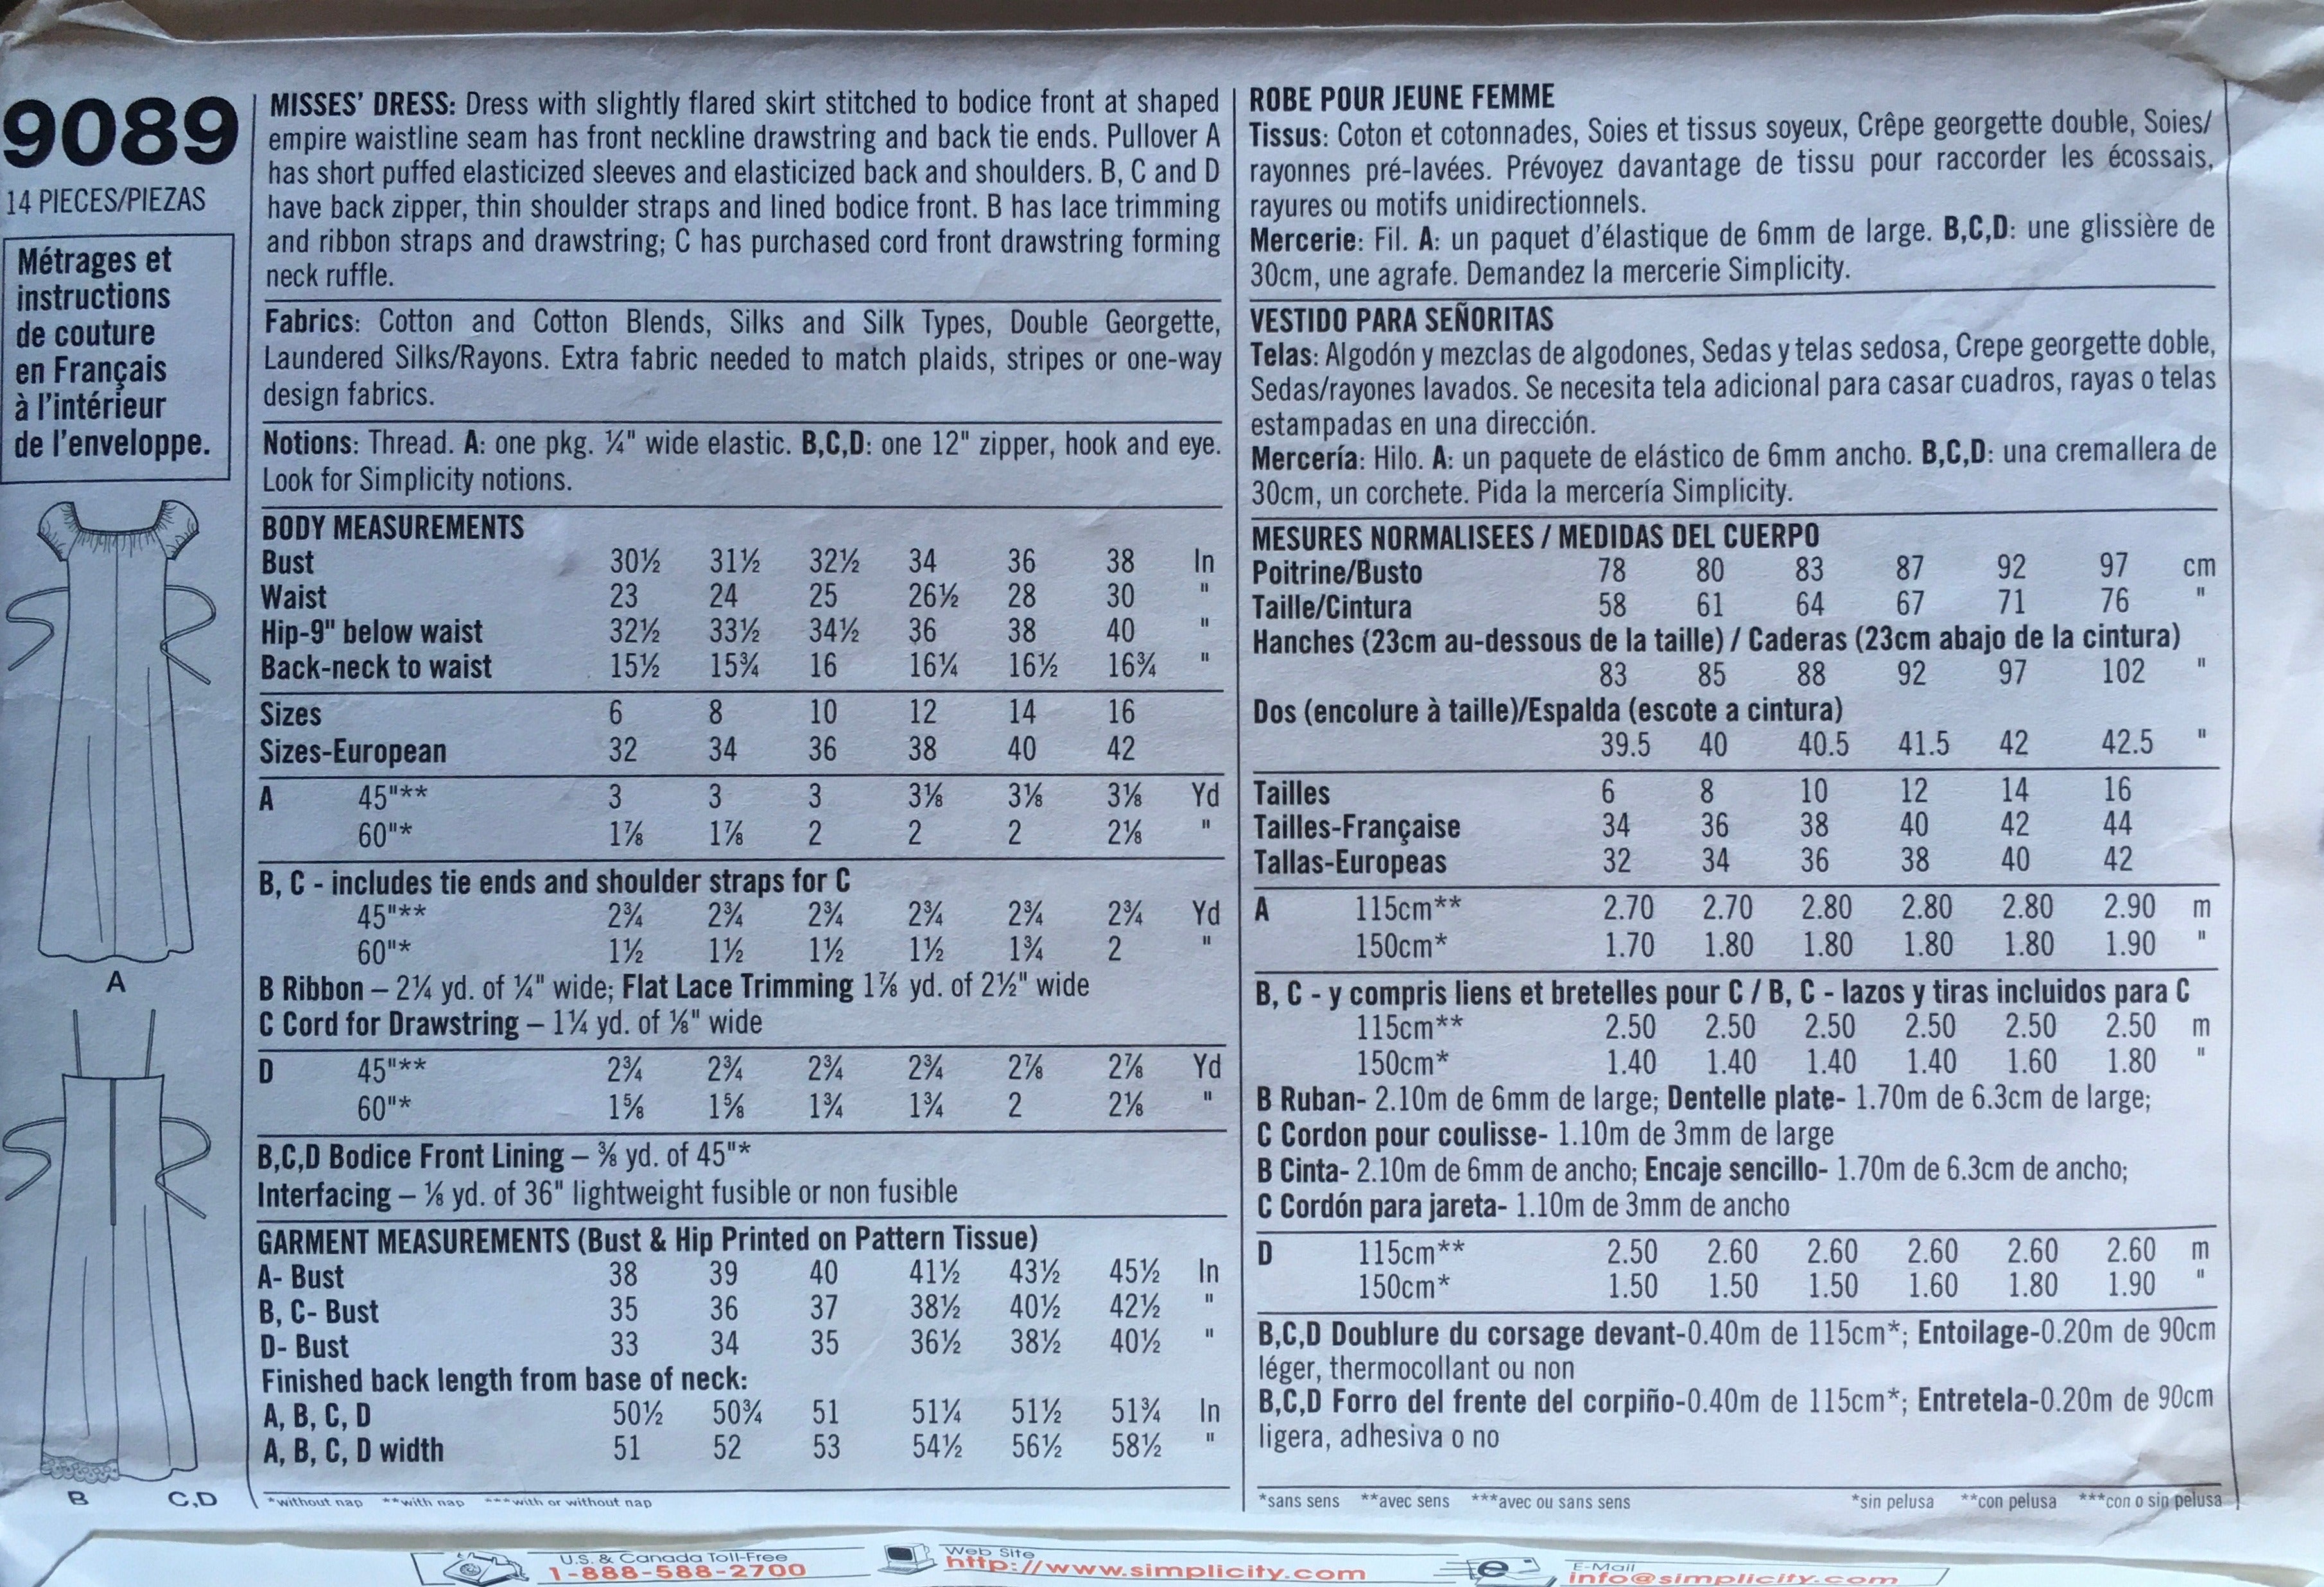 9089
14 PIECES/PIEZAS
Métrages et
instructions
de couture
en Français
à l'intérieur
de l'enveloppe.
A
B
C,D
MISSES' DRESS: Dress with slightly flared skirt stitched to bodice front at shaped
empire waistline seam has front neckline drawstring and back tie ends. Pullover A
has short puffed elasticized sleeves and elasticized back and shoulders. B, C and D
have back zipper, thin shoulder straps and lined bodice front. B has lace trimming
and ribbon straps and drawstring; C has purchased cord front drawstring forming
neck ruffle.
Fabrics: Cotton and Cotton Blends, Silks and Silk Types, Double Georgette,
Laundered Silks/Rayons. Extra fabric needed to match plaids, stripes or one-way
design fabrics.
Notions: Thread. A: one pkg. ¼" wide elastic. B,C,D: one 12" zipper, hook and eye.
Look for Simplicity notions.
BODY MEASUREMENTS
Bust 30½ 31½ 32½ 34 36 38 In
Waist 23 24 25 26½ 28 30 "
Hip-9" below waist 32½ 33½ 34½ 36 38 40 "
Back-neck to waist 15½ 15¾ 16 16¼ 16½ 16¾ "
Sizes 6 8 10 12 14 16
Sizes-European 32 34 36 38 40 42
A 45"** 3 3 3 3⅛ 3⅛ 3⅛ Yd
60"* 1⅞ 1⅞ 2 2 2 2⅛ "
B, C - includes tie ends and shoulder straps for C
45"** 2¾ 2¾ 2¾ 2¾ 2¾ 2¾ Yd
60"* 1½ 1½ 1½ 1½ 1¾ 2 "
B Ribbon – 2¼ yd. of ¼" wide; Flat Lace Trimming 1⅞ yd. of 2½" wide
C Cord for Drawstring – 1¼ yd. of ⅛" wide
D 45"** 2¾ 2¾ 2¾ 2¾ 2⅞ 2⅞ Yd
60"* 1⅝ 1⅝ 1¾ 1¾ 2 2⅛ "
B,C,D Bodice Front Lining – ⅜ yd. of 45"*
Interfacing – ⅛ yd. of 36" lightweight fusible or non fusible
GARMENT MEASUREMENTS (Bust & Hip Printed on Pattern Tissue)
A- Bust 38 39 40 41½ 43½ 45½ In
B, C- Bust 35 36 37 38½ 40½ 42½ "
D- Bust 33 34 35 36½ 38½ 40½ "
Finished back length from base of neck:
A, B, C, D 50½ 50¾ 51 51¼ 51½ 51¾ In
A, B, C, D width 51 52 53 54½ 56½ 58½ "
*without nap **with nap ***with or without nap
ROBE POUR JEUNE FEMME
Tissus: Coton et cotonnades, Soies et tissus soyeux, Crêpe georgette double, Soies/
rayonnes pré-lavées. Prévoyez davantage de tissu pour raccorder les écossais,
rayures ou motifs unidirectionnels.
Mercerie: Fil. A: un paquet d'élastique de 6mm de large. B,C,D: une glissière de
30cm, une agrafe. Demandez la mercerie Simplicity.
VESTIDO PARA SEÑORITAS
Telas: Algodón y mezclas de algodones, Sedas y telas sedosa, Crepe georgette doble,
Sedas/rayones lavados. Se necesita tela adicional para casar cuadros, rayas o telas
estampadas en una dirección.
Mercería: Hilo. A: un paquete de elástico de 6mm ancho. B,C,D: una cremallera de
30cm, un corchete. Pida la mercería Simplicity.
MESURES NORMALISEES / MEDIDAS DEL CUERPO
Poitrine/Busto 78 80 83 87 92 97 cm
Taille/Cintura 58 61 64 67 71 76 "
Hanches (23cm au-dessous de la taille) / Caderas (23cm abajo de la cintura)
83 85 88 92 97 102 "
Dos (encolure à taille)/Espalda (escote a cintura)
39.5 40 40.5 41.5 42 42.5 "
Tailles 6 8 10 12 14 16
Tailles-Française 34 36 38 40 42 44
Tallas-Europeas 32 34 36 38 40 42
A 115cm** 2.70 2.70 2.80 2.80 2.80 2.90 m
150cm* 1.70 1.80 1.80 1.80 1.80 1.90 "
B, C - y compris liens et bretelles pour C / B, C - lazos y tiras incluidos para C
115cm** 2.50 2.50 2.50 2.50 2.50 2.50 m
150cm* 1.40 1.40 1.40 1.40 1.60 1.80 "
B Ruban- 2.10m de 6mm de large; Dentelle plate- 1.70m de 6.3cm de large;
C Cordon pour coulisse- 1.10m de 3mm de large
B Cinta- 2.10m de 6mm de ancho; Encaje sencillo- 1.70m de 6.3cm de ancho;
C Cordón para jareta- 1.10m de 3mm de ancho
D 115cm** 2.50 2.60 2.60 2.60 2.60 2.60 m
150cm* 1.50 1.50 1.50 1.60 1.80 1.90 "
B,C,D Doublure du corsage devant-0.40m de 115cm*; Entoilage-0.20m de 90cm
léger, thermocollant ou non
B,C,D Forro del frente del corpiño-0.40m de 115cm*; Entretela-0.20m de 90cm
ligera, adhesiva o no
*sans sens **avec sens ***avec ou sans sens *sin pelusa **con pelusa ***con o sin pelusa
U.S. & Canada Toll-Free
1-888-588-2700
Web Site
http://www.simplicity.com
e
E-Mail
info@simplicity.com